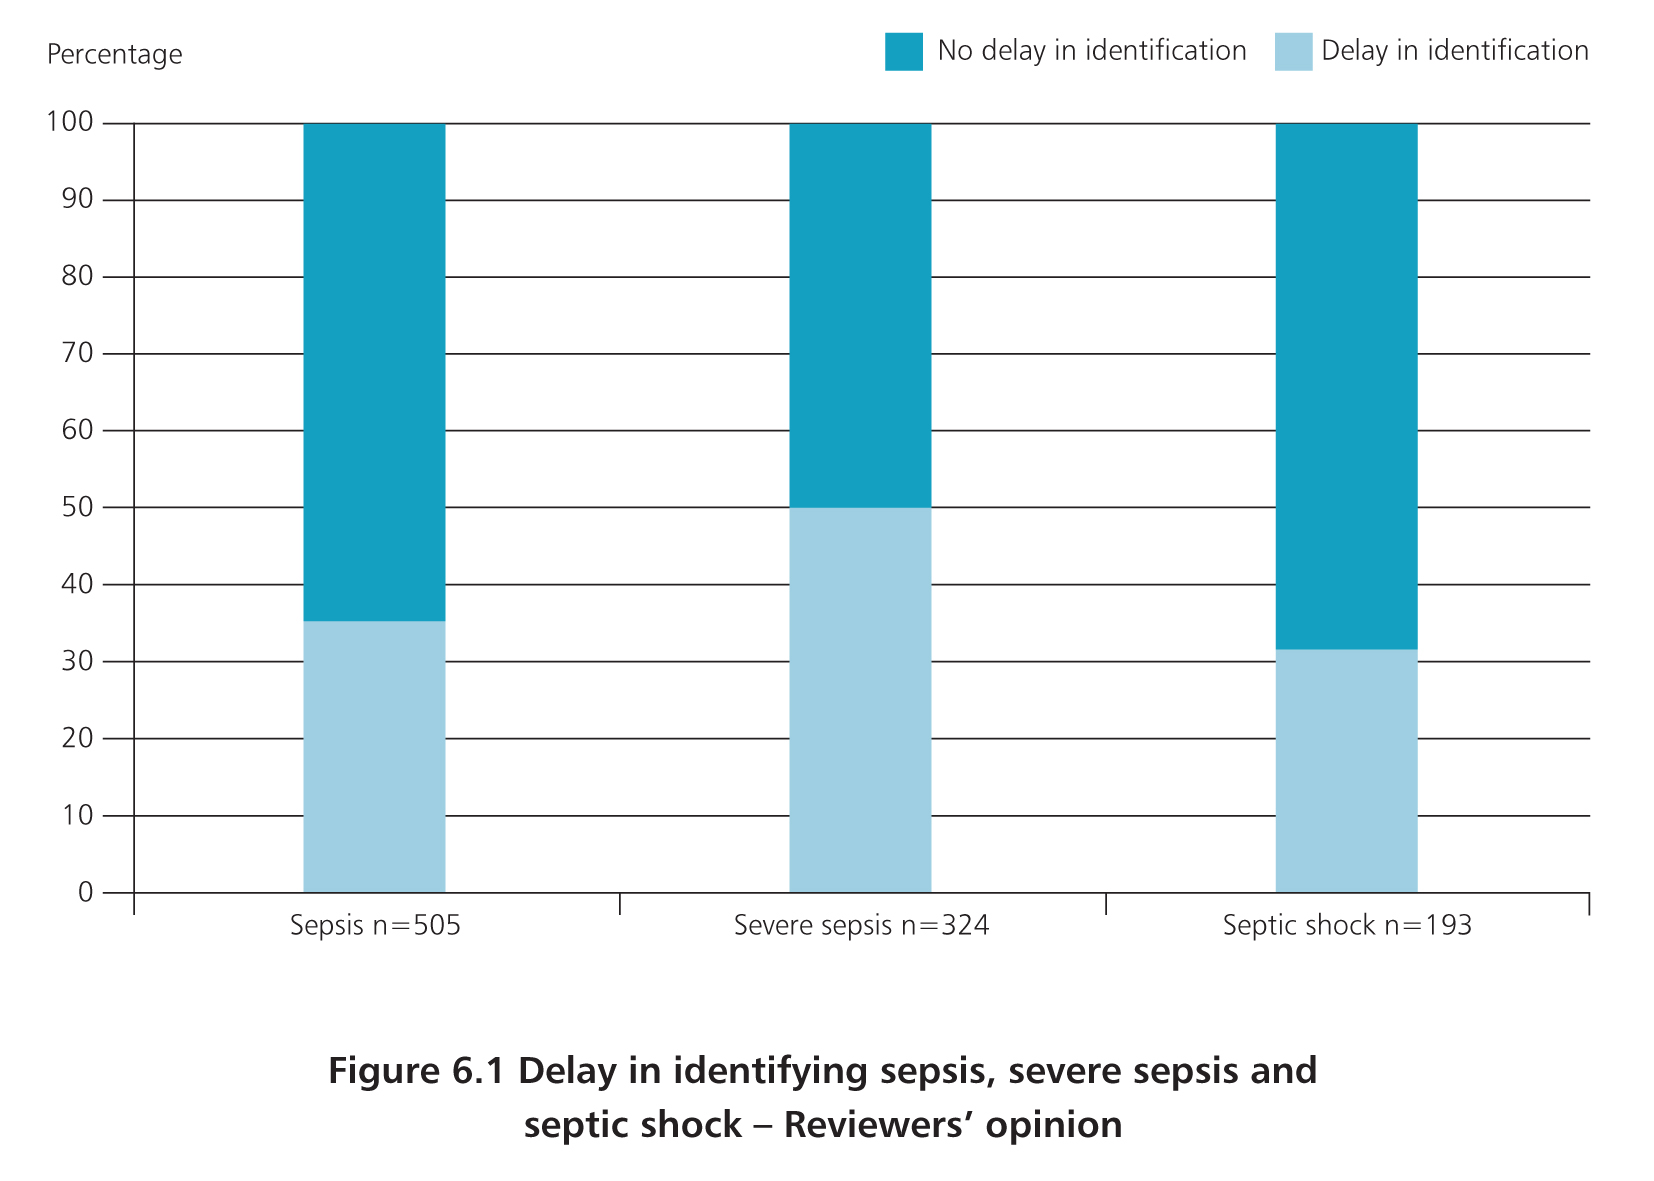 Percentage
No delay in identification
Delay in identification
100
90
80
70
60
50
40
30
20
10
0
Sepsis n=505
Severe sepsis n=324
Septic shock n=193
Figure 6.1 Delay in identifying sepsis, severe sepsis and
septic shock – Reviewers’ opinion